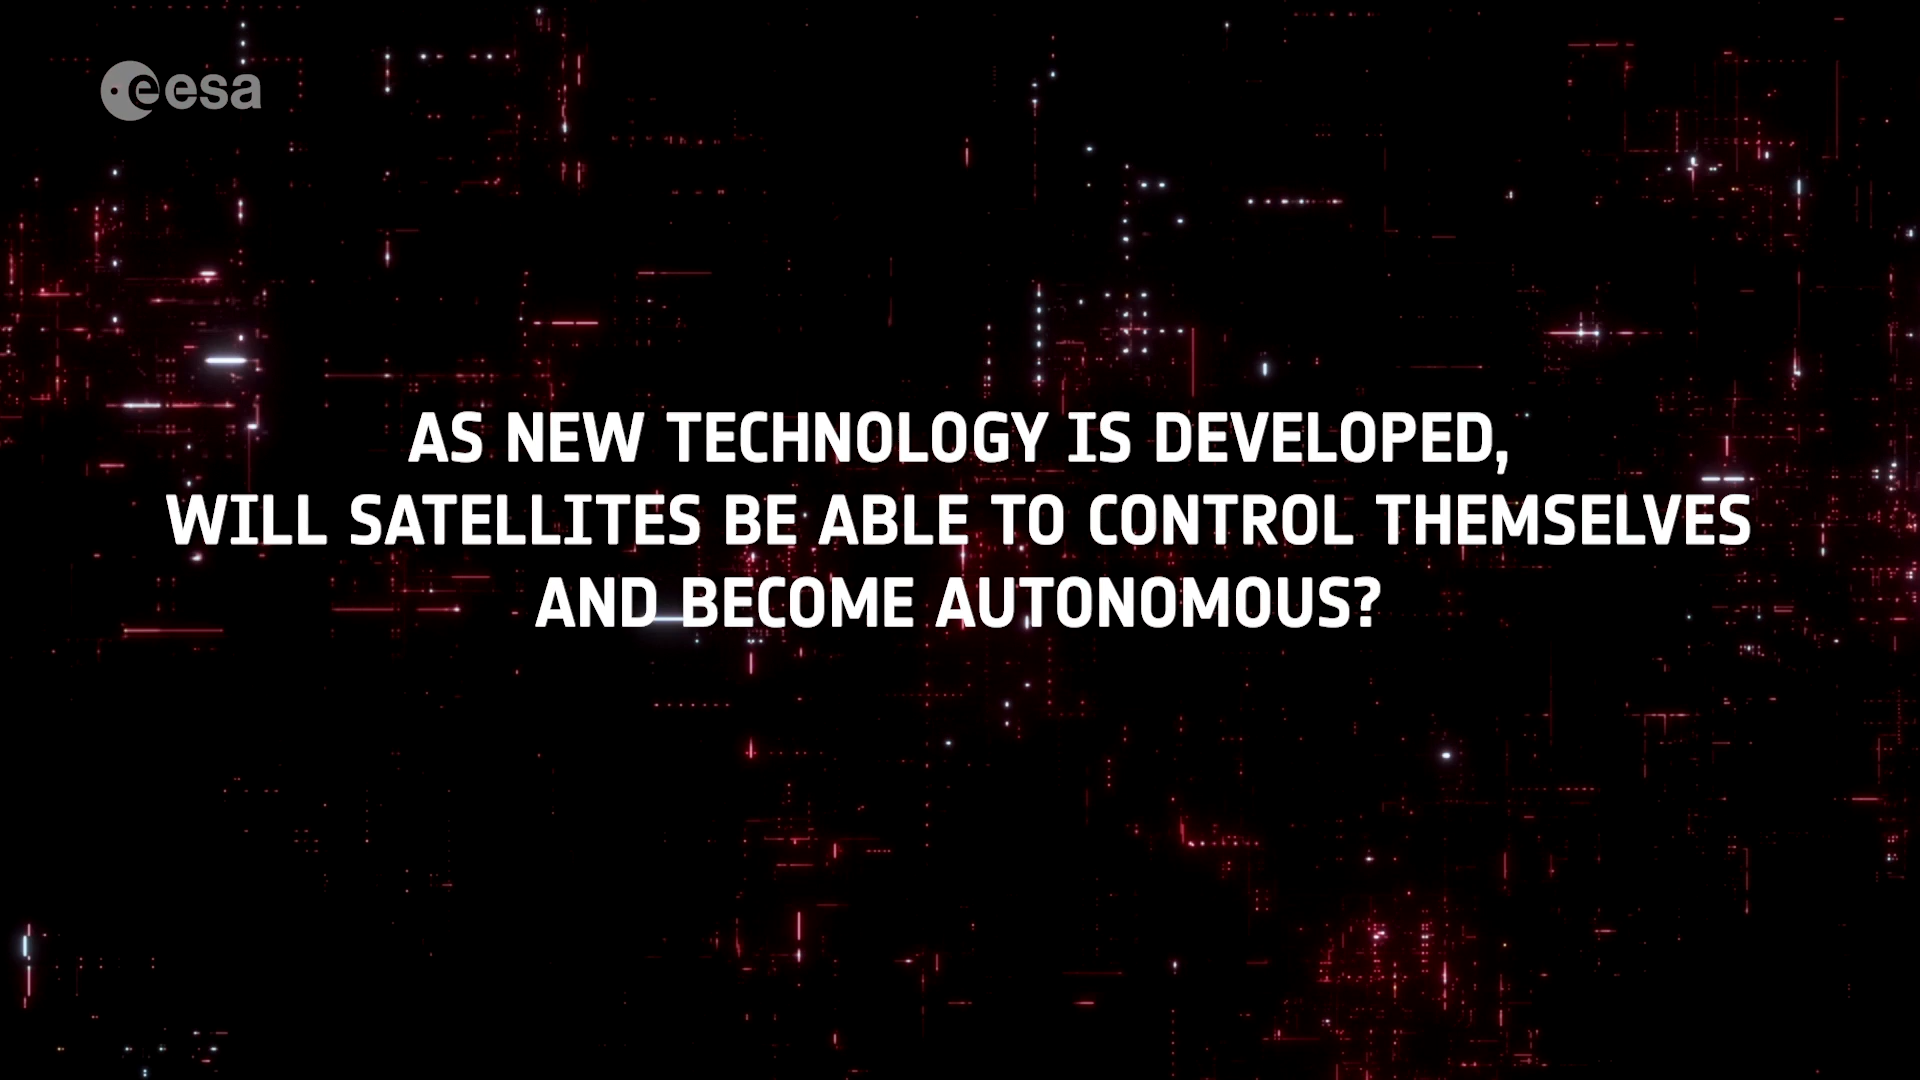 esa
AS NEW TECHNOLOGY IS DEVELOPED,
WILL SATELLITES BE ABLE TO CONTROL THEMSELVES
AND BECOME AUTONOMOUS?